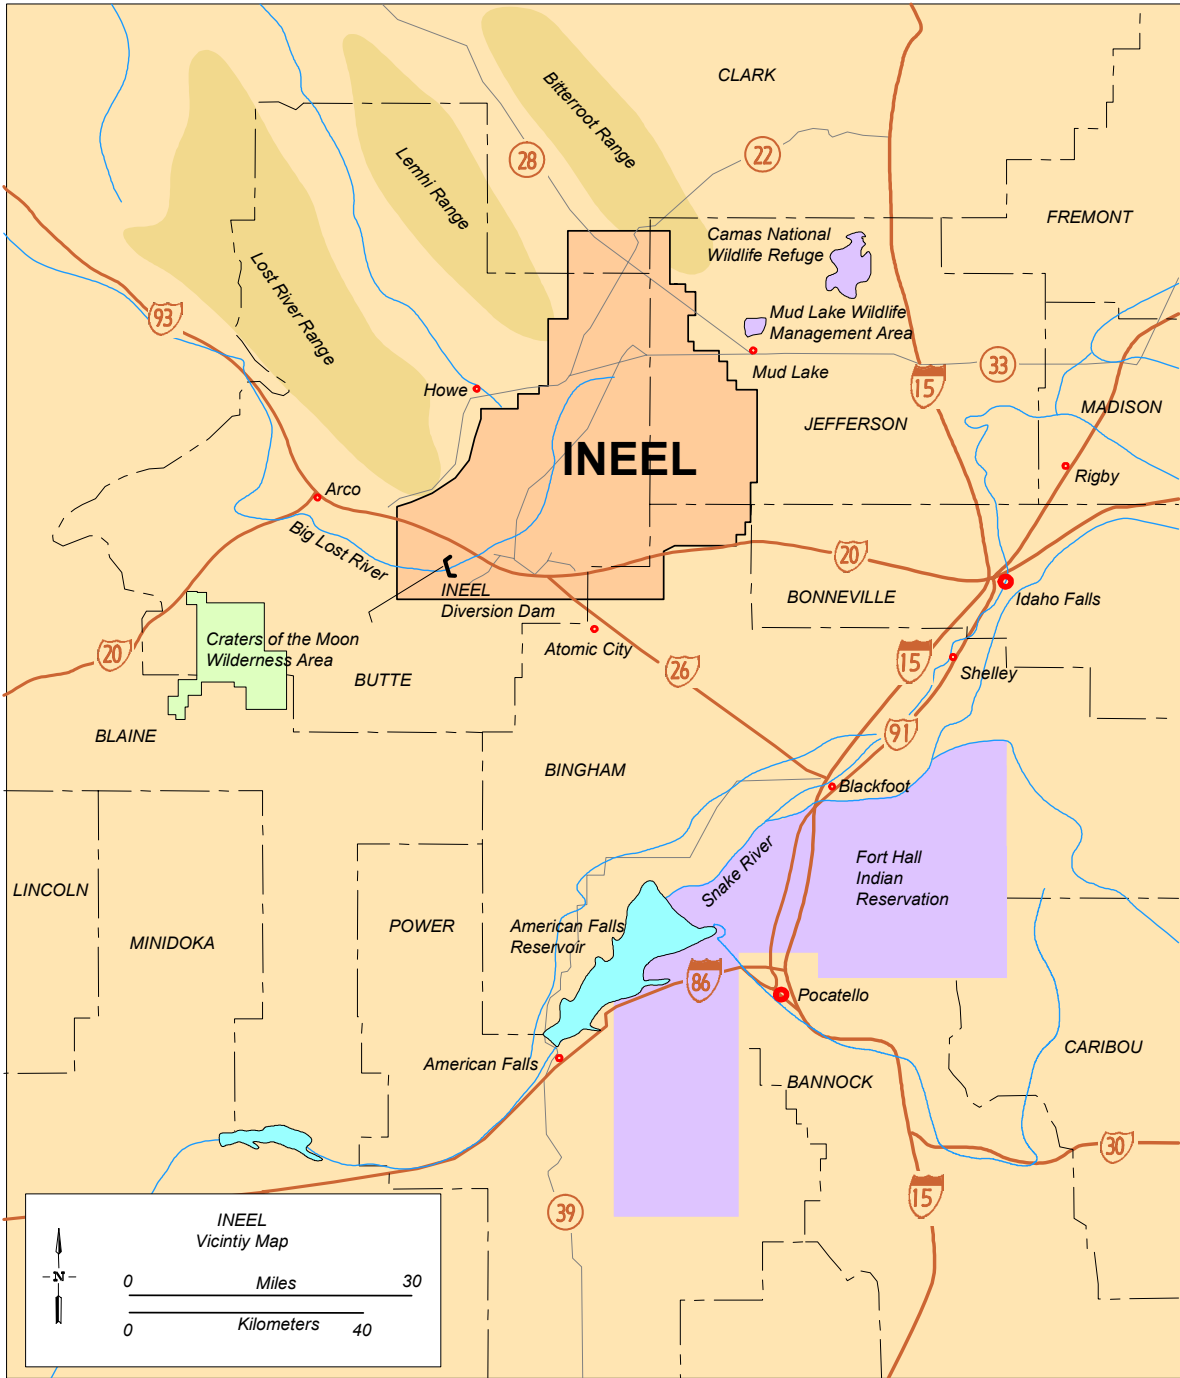 CLARK
Bitterroot Range
28
22
Lemhi Range
FREMONT
Camas National
Wildlife Refuge
Lost River Range
93
Mud Lake Wildlife
Management Area
Mud Lake
33
15
Howe
MADISON
JEFFERSON
INEEL
Rigby
Arco
Big Lost River
20
INEEL
Diversion Dam
BONNEVILLE
Idaho Falls
Craters of the Moon
Wilderness Area
20
Atomic City
26
15
Shelley
BUTTE
BLAINE
91
BINGHAM
Blackfoot
Snake River
Fort Hall
Indian
Reservation
LINCOLN
MINIDOKA
POWER
American Falls
Reservoir
86
Pocatello
American Falls
CARIBOU
BANNOCK
30
15
39
INEEL
Vicintiy Map
N
0 Miles 30
Kilometers
0 40